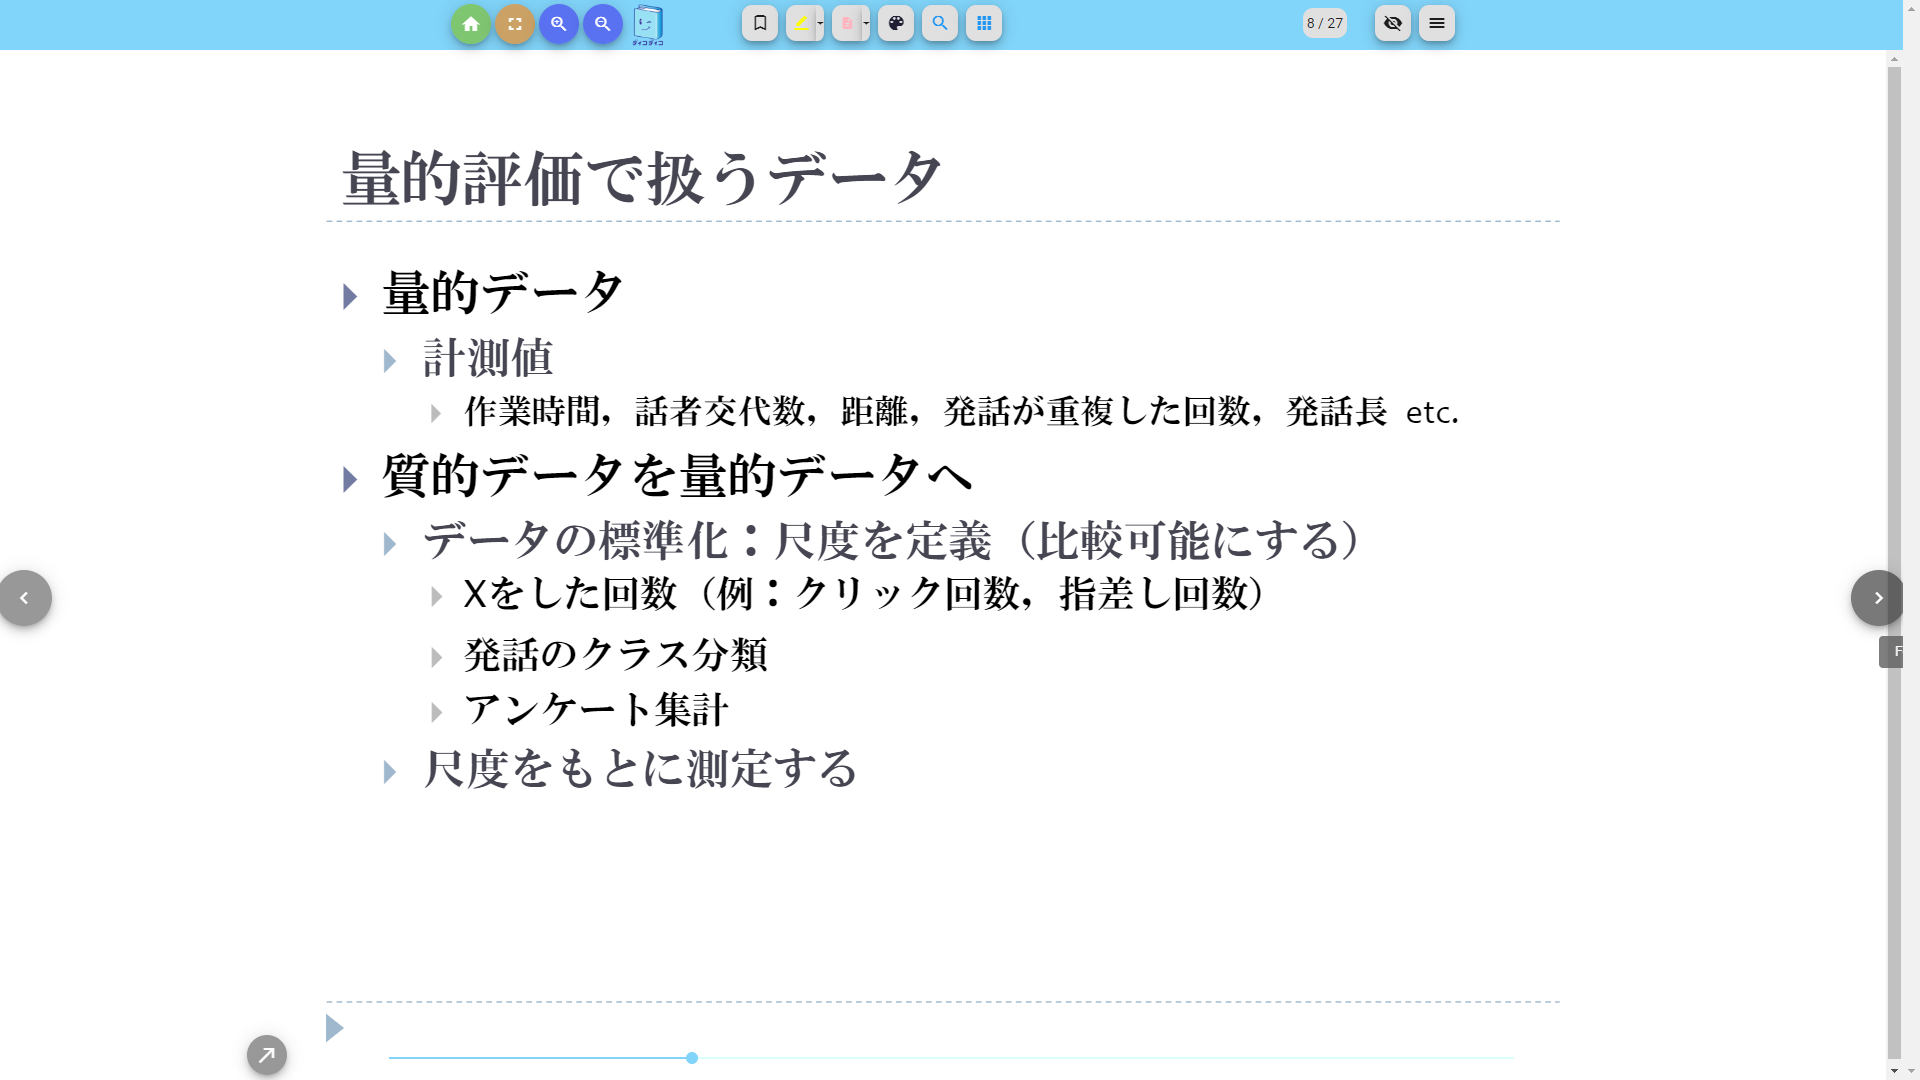 ダィコダィコ
8 / 27
量的評価で扱うデータ
量的データ
計測値
作業時間，話者交代数，距離，発話が重複した回数，発話長 etc.
質的データを量的データへ
データの標準化：尺度を定義（比較可能にする）
Xをした回数（例：クリック回数，指差し回数）
発話のクラス分類
アンケート集計
尺度をもとに測定する
F